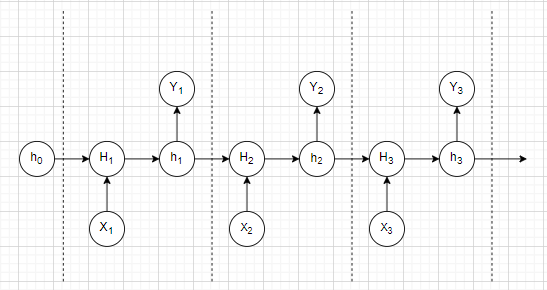 Y₁ Y₂ Y₃
h₀ H₁ h₁ H₂ h₂ H₃ h₃
X₁ X₂ X₃